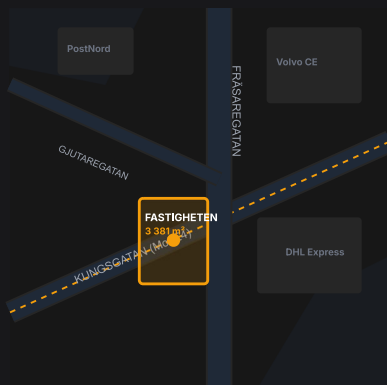 PostNord
Volvo CE
FRÄSAREGATAN
GJUTAREGATAN
FASTIGHETEN
3 381 m²
KUNGSGATAN
DHL Express